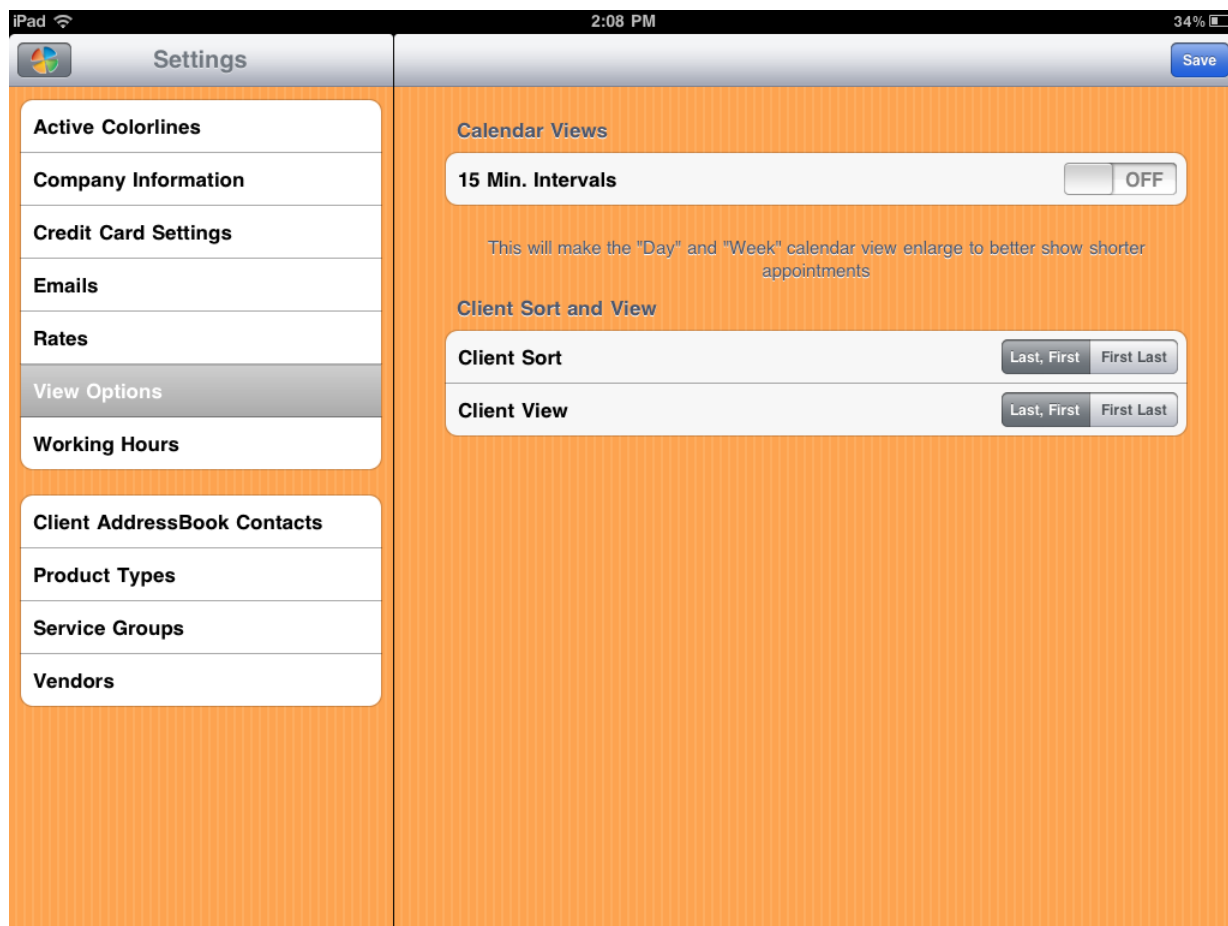 iPad 2:08 PM 34%
Settings
Save
Active Colorlines
Company Information
Credit Card Settings
Emails
Rates
View Options
Working Hours
Client AddressBook Contacts
Product Types
Service Groups
Vendors
Calendar Views
15 Min. Intervals OFF
This will make the "Day" and "Week" calendar view enlarge to better show shorter
appointments
Client Sort and View
Client Sort Last, First First Last
Client View Last, First First Last